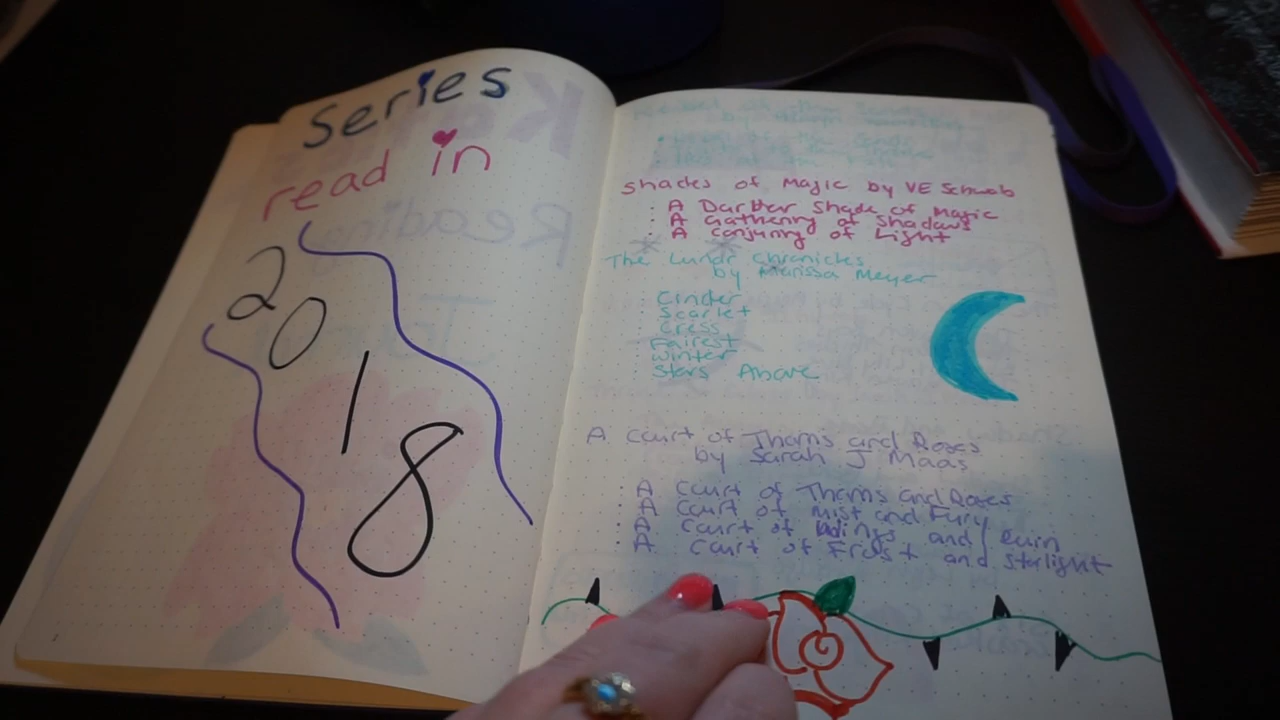 Series
read in
2018
Shades of Magic by VE Schwab
· A Darker Shade of Magic
· A Gathering of Shadows
· A Conjuring of Light
The Lunar Chronicles
by Marissa Meyer
· Cinder
· Scarlet
· Cress
· Fairest
· Winter
· Stars Above
A Court of Thorns and Roses
by Sarah J Maas
· A Court of Thorns and Roses
· A Court of Mist and Fury
· A Court of Wings and Ruin
· A Court of Frost and Starlight